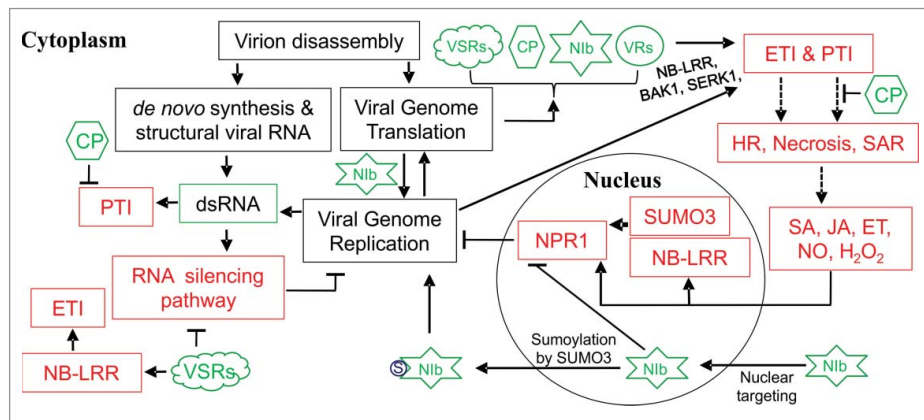 Cytoplasm
Virion disassembly
VSRs
CP
NIb
VRs
NB-LRR,
BAK1, SERK1,
ETI & PTI
CP
de novo synthesis &
structural viral RNA
Viral Genome
Translation
HR, Necrosis, SAR
CP
NIb
Nucleus
PTI
dsRNA
Viral Genome
Replication
SUMO3
NPR1
NB-LRR
SA, JA, ET,
NO, H₂O₂
RNA silencing
pathway
ETI
NB-LRR
VSRs
S
NIb
Sumoylation
by SUMO3
NIb
Nuclear
targeting
NIb